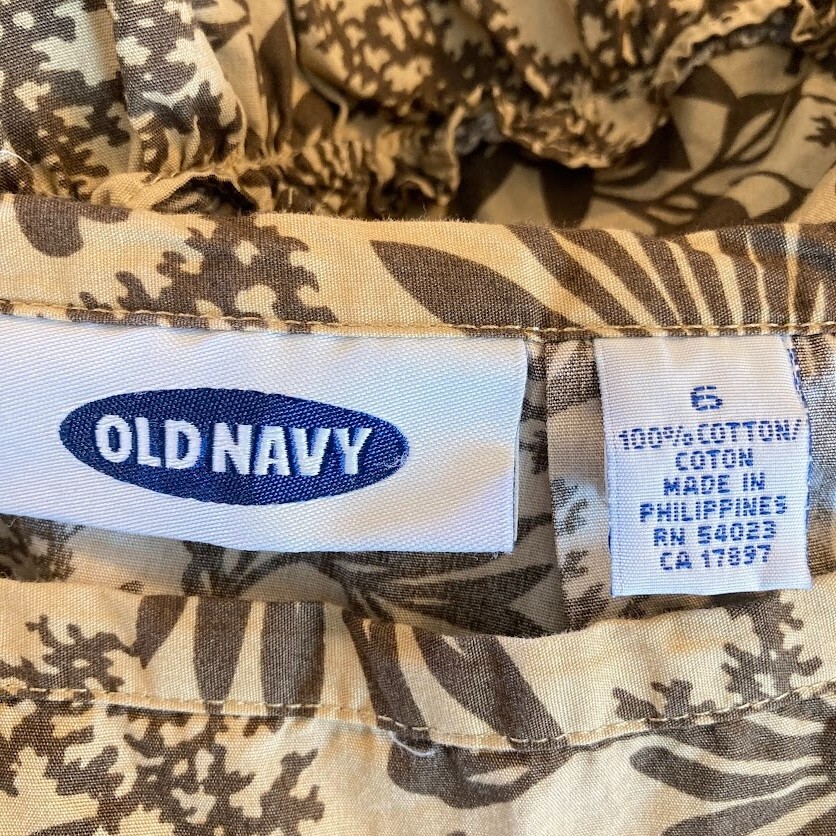 OLD NAVY
6
100% COTTON/
COTON
MADE IN
PHILIPPINES
RN 54023
CA 17897